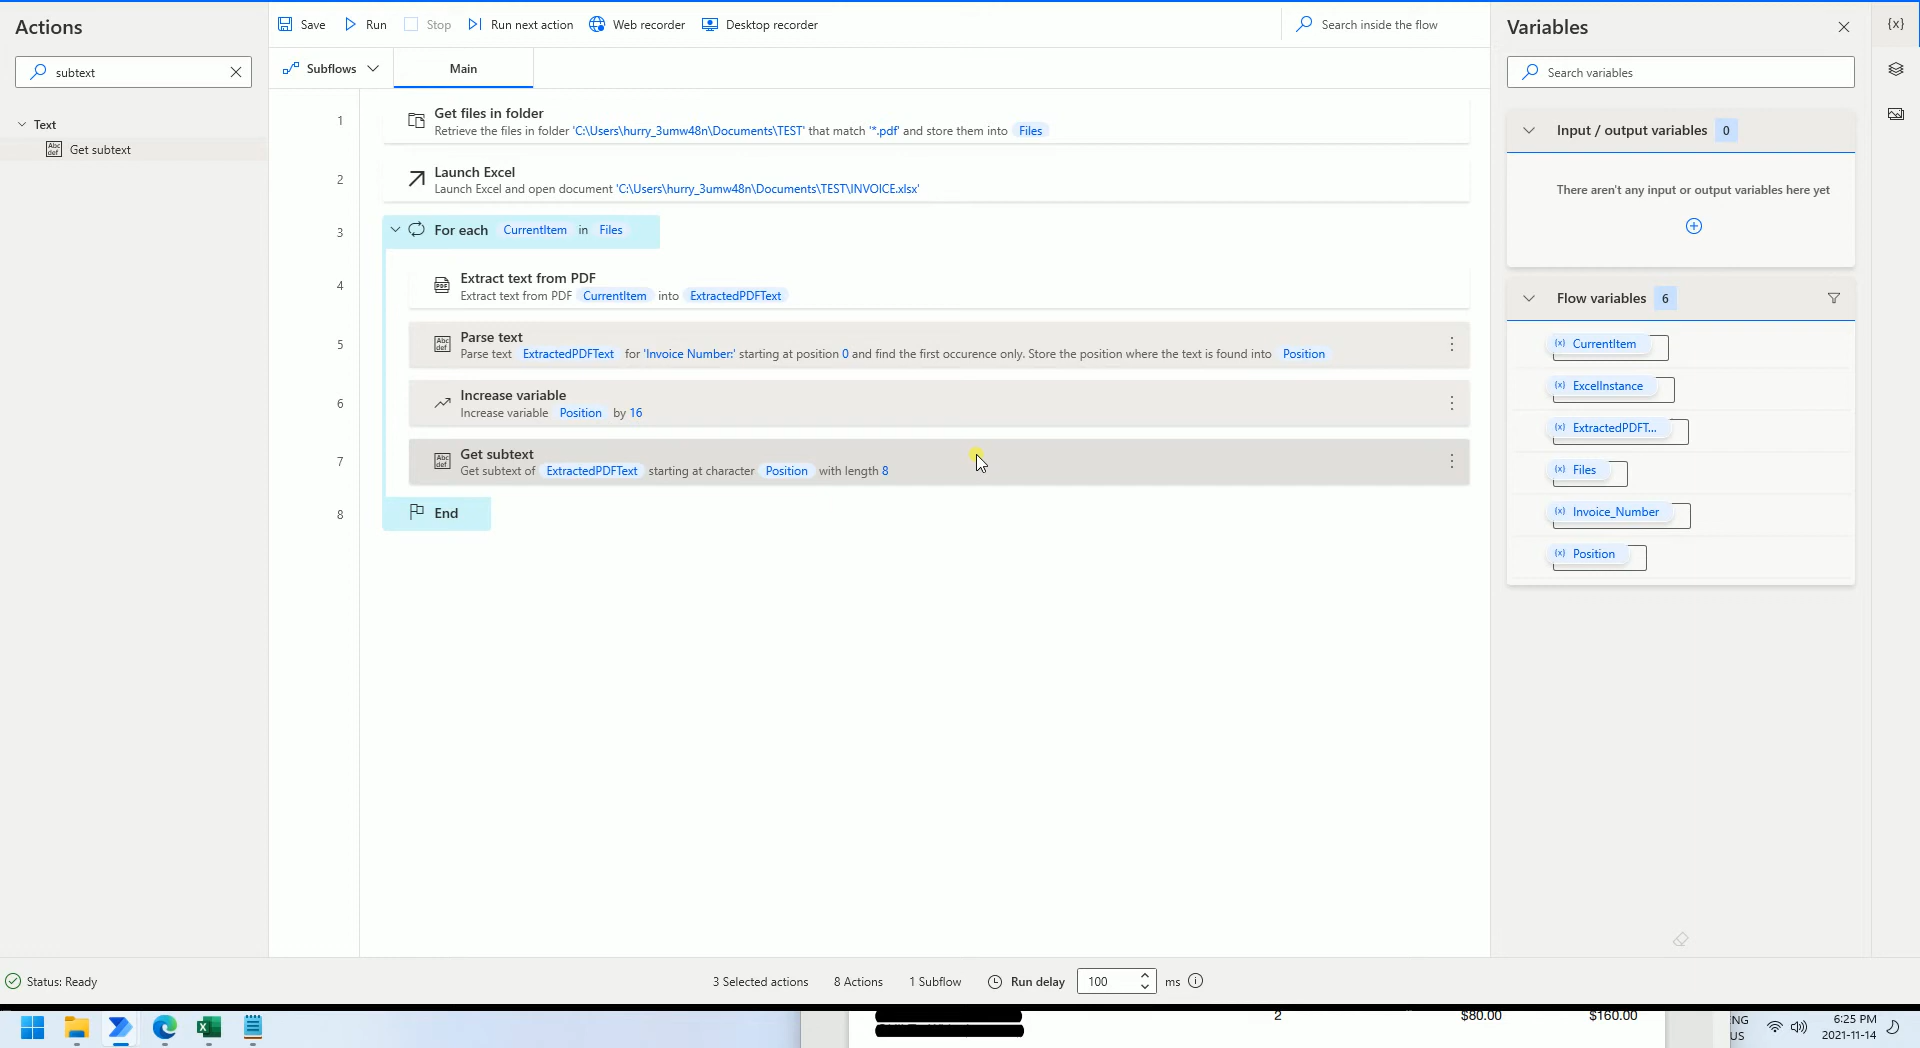 Actions
subtext
Text
Get subtext
Save
Run
Stop
Run next action
Web recorder
Desktop recorder
Search inside the flow
Subflows
Main
1
Get files in folder
Retrieve the files in folder 'C:\Users\hurry_3umw48n\Documents\TEST' that match '*.pdf' and store them into Files
2
Launch Excel
Launch Excel and open document 'C:\Users\hurry_3umw48n\Documents\TEST\INVOICE.xlsx'
3
For each CurrentItem in Files
4
Extract text from PDF
Extract text from PDF CurrentItem into ExtractedPDFText
5
Parse text
Parse text ExtractedPDFText for 'Invoice Number:' starting at position 0 and find the first occurence only. Store the position where the text is found into Position
6
Increase variable
Increase variable Position by 16
7
Get subtext
Get subtext of ExtractedPDFText starting at character Position with length 8
8
End
Variables
{x}
Search variables
Input / output variables 0
There aren't any input or output variables here yet
Flow variables 6
(x) CurrentItem
(x) ExcelInstance
(x) ExtractedPDFT...
(x) Files
(x) Invoice_Number
(x) Position
Status: Ready
3 Selected actions
8 Actions
1 Subflow
Run delay
100
ms
2
$80.00
$160.00
ENG
US
6:25 PM
2021-11-14